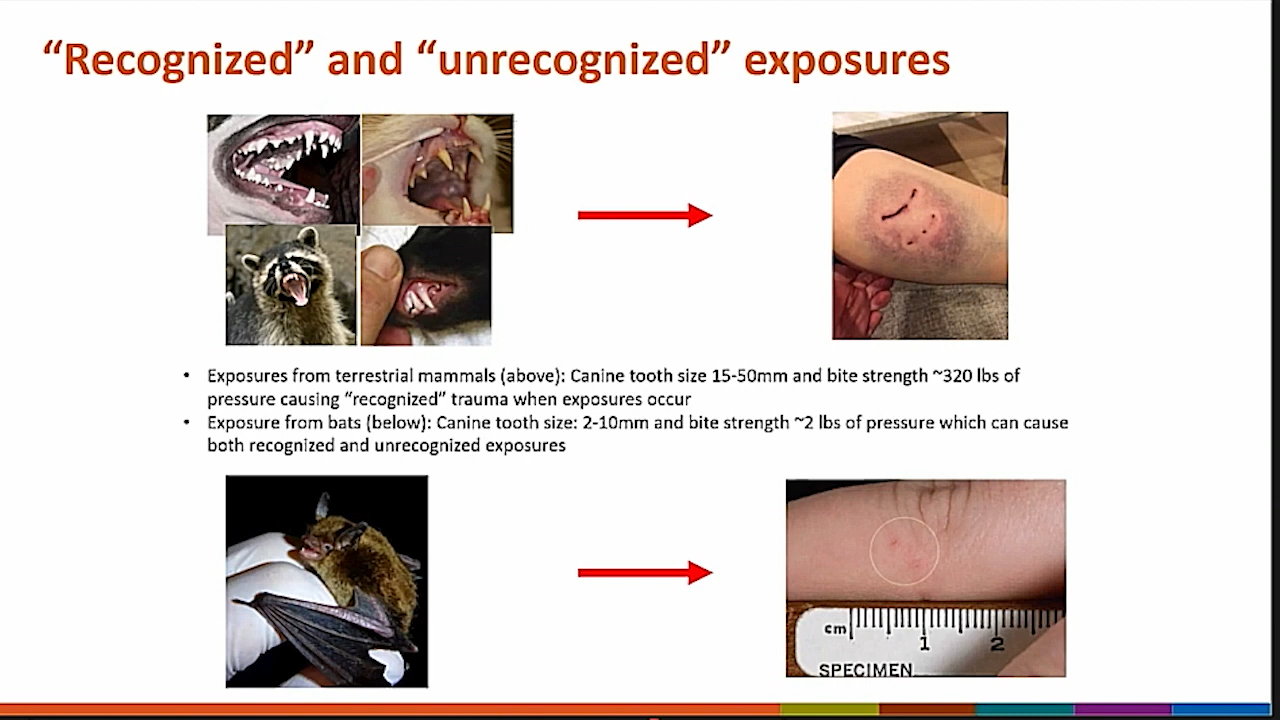 “Recognized” and “unrecognized” exposures
• Exposures from terrestrial mammals (above): Canine tooth size 15-50mm and bite strength ~320 lbs of
pressure causing “recognized” trauma when exposures occur
• Exposure from bats (below): Canine tooth size: 2-10mm and bite strength ~2 lbs of pressure which can cause
both recognized and unrecognized exposures
cm 1 2
SPECIMEN